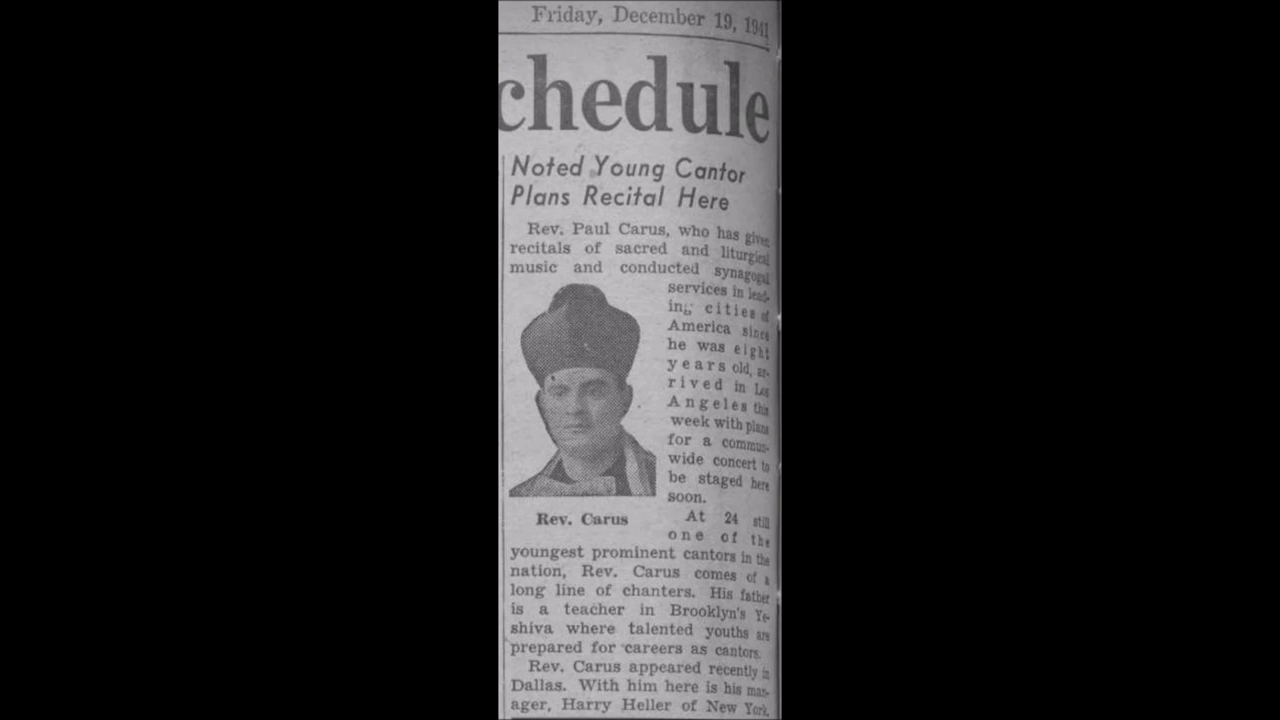 Friday, December 19, 1941
chedule
Noted Young Cantor
Plans Recital Here
Rev. Paul Carus, who has given
recitals of sacred and liturgical
music and conducted synagogal
services in lead-
ing cities of
America since
he was eight
years old, ar-
rived in Los
Angeles this
week with plans
for a commun-
wide concert to
be staged here
soon.
Rev. Carus
At 24 still
one of the
youngest prominent cantors in the
nation, Rev. Carus comes of a
long line of chanters. His father
is a teacher in Brooklyn's Ye-
shiva where talented youths are
prepared for careers as cantors.
Rev. Carus appeared recently in
Dallas. With him here is his man-
ager, Harry Heller of New York.